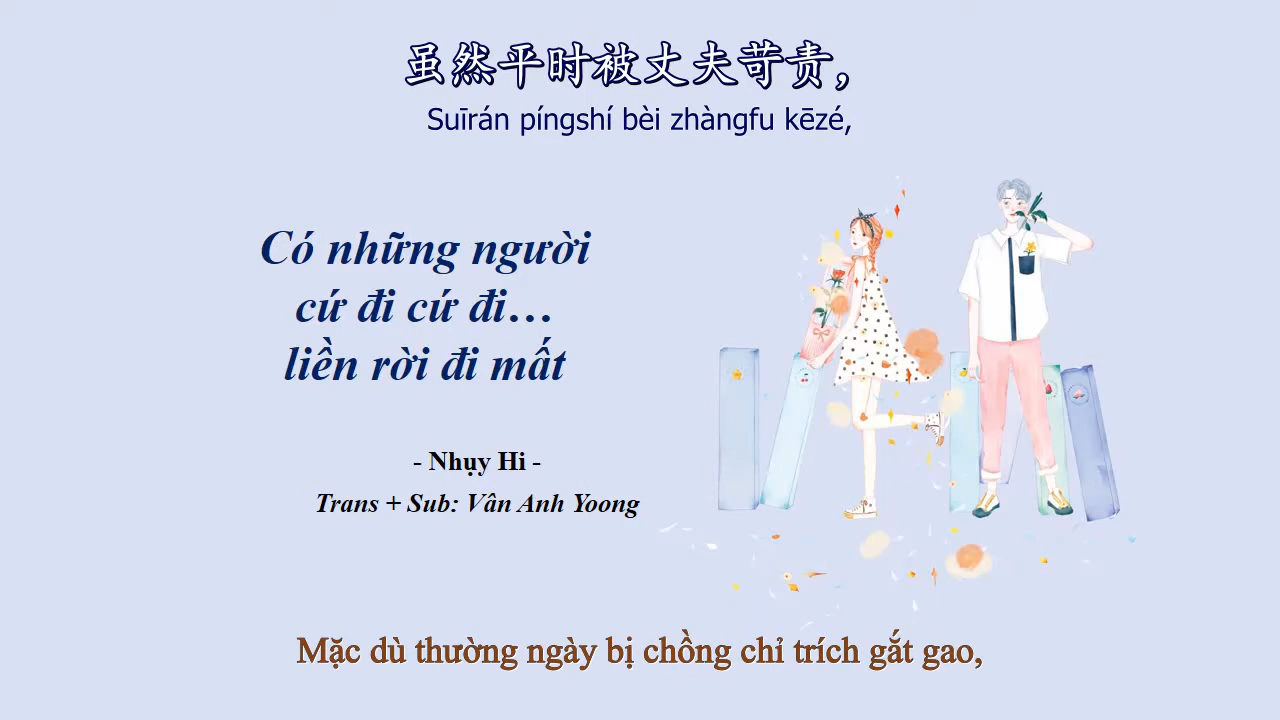 虽然平时被丈夫苛责，
Suīrán píngshí bèi zhàngfu kēzé,
Có những người
cứ đi cứ đi…
liền rời đi mất
- Nhụy Hi -
Trans + Sub: Vân Anh Yoong
Mặc dù thường ngày bị chồng chỉ trích gắt gao,